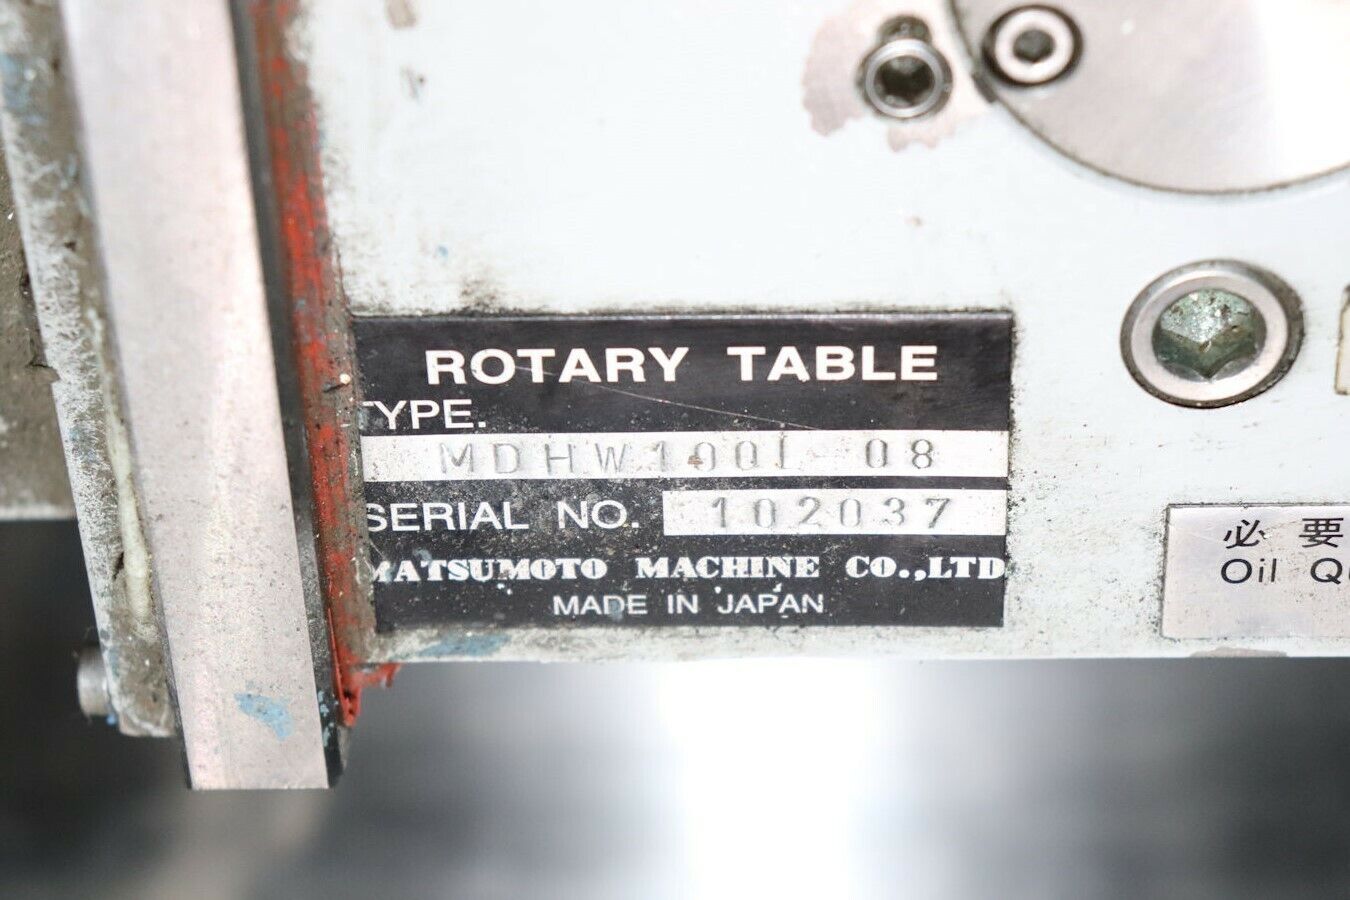 ROTARY TABLE
TYPE.
MDHW100L-08
SERIAL NO. 102037
MATSUMOTO MACHINE CO.,LTD
MADE IN JAPAN
必要
Oil